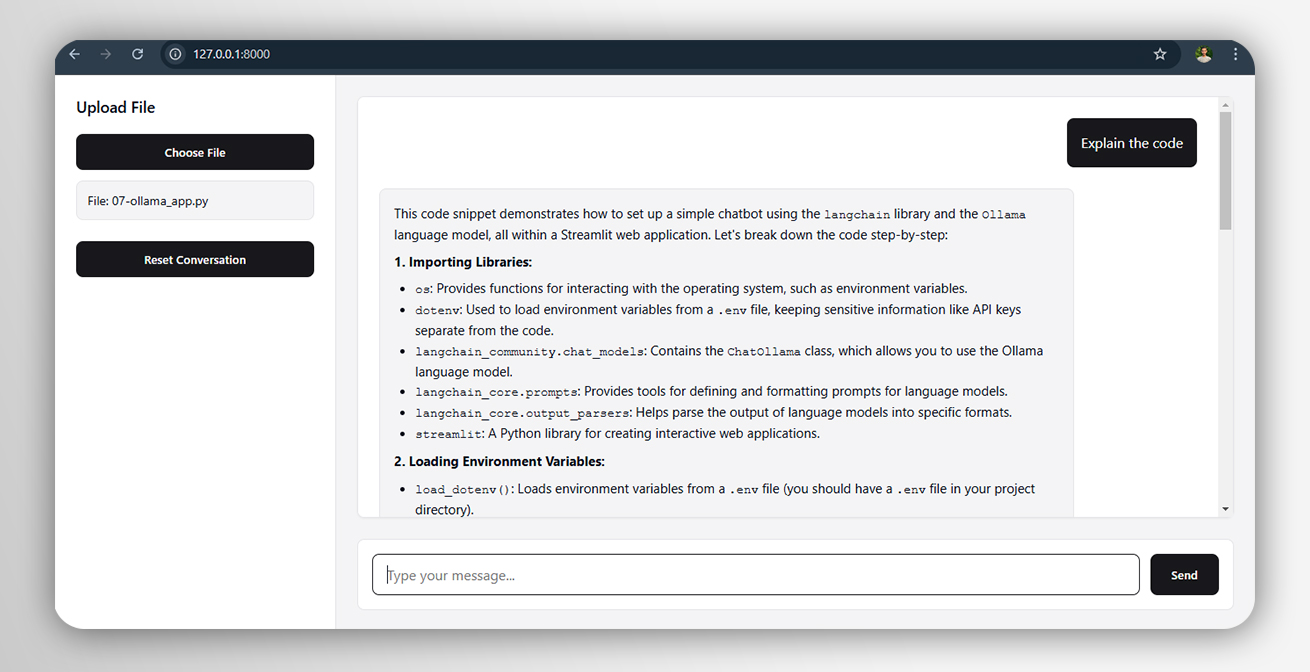 127.0.0.1:8000
Upload File
Choose File
File: 07-ollama_app.py
Reset Conversation
Explain the code
This code snippet demonstrates how to set up a simple chatbot using the langchain library and the Ollama
language model, all within a Streamlit web application. Let's break down the code step-by-step:
1. Importing Libraries:
• os: Provides functions for interacting with the operating system, such as environment variables.
• dotenv: Used to load environment variables from a .env file, keeping sensitive information like API keys
separate from the code.
• langchain_community.chat_models: Contains the ChatOllama class, which allows you to use the Ollama
language model.
• langchain_core.prompts: Provides tools for defining and formatting prompts for language models.
• langchain_core.output_parsers: Helps parse the output of language models into specific formats.
• streamlit: A Python library for creating interactive web applications.
2. Loading Environment Variables:
• load_dotenv(): Loads environment variables from a .env file (you should have a .env file in your project
directory).
Type your message...
Send